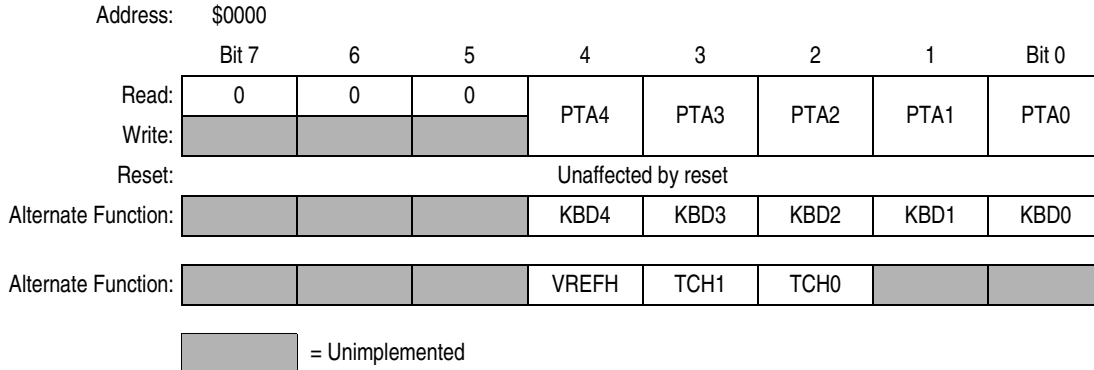 Address: $0000
Bit 7 6 5 4 3 2 1 Bit 0
Read: 0 0 0 PTA4 PTA3 PTA2 PTA1 PTA0
Write:
Reset: Unaffected by reset
Alternate Function: KBD4 KBD3 KBD2 KBD1 KBD0
Alternate Function: VREFH TCH1 TCH0
= Unimplemented